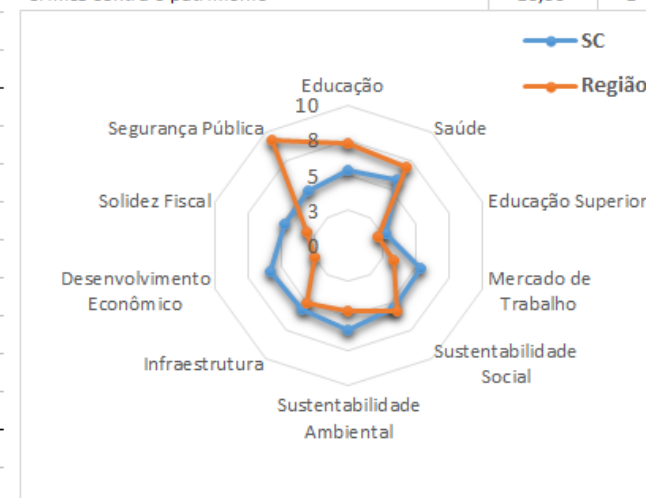 SC
Região
Educação
10
Segurança Pública
Saúde
8
5
Solidez Fiscal
Educação Superior
3
0
Desenvolvimento
Econômico
Mercado de
Trabalho
Infraestrutura
Sustentabilidade
Social
Sustentabilidade
Ambiental